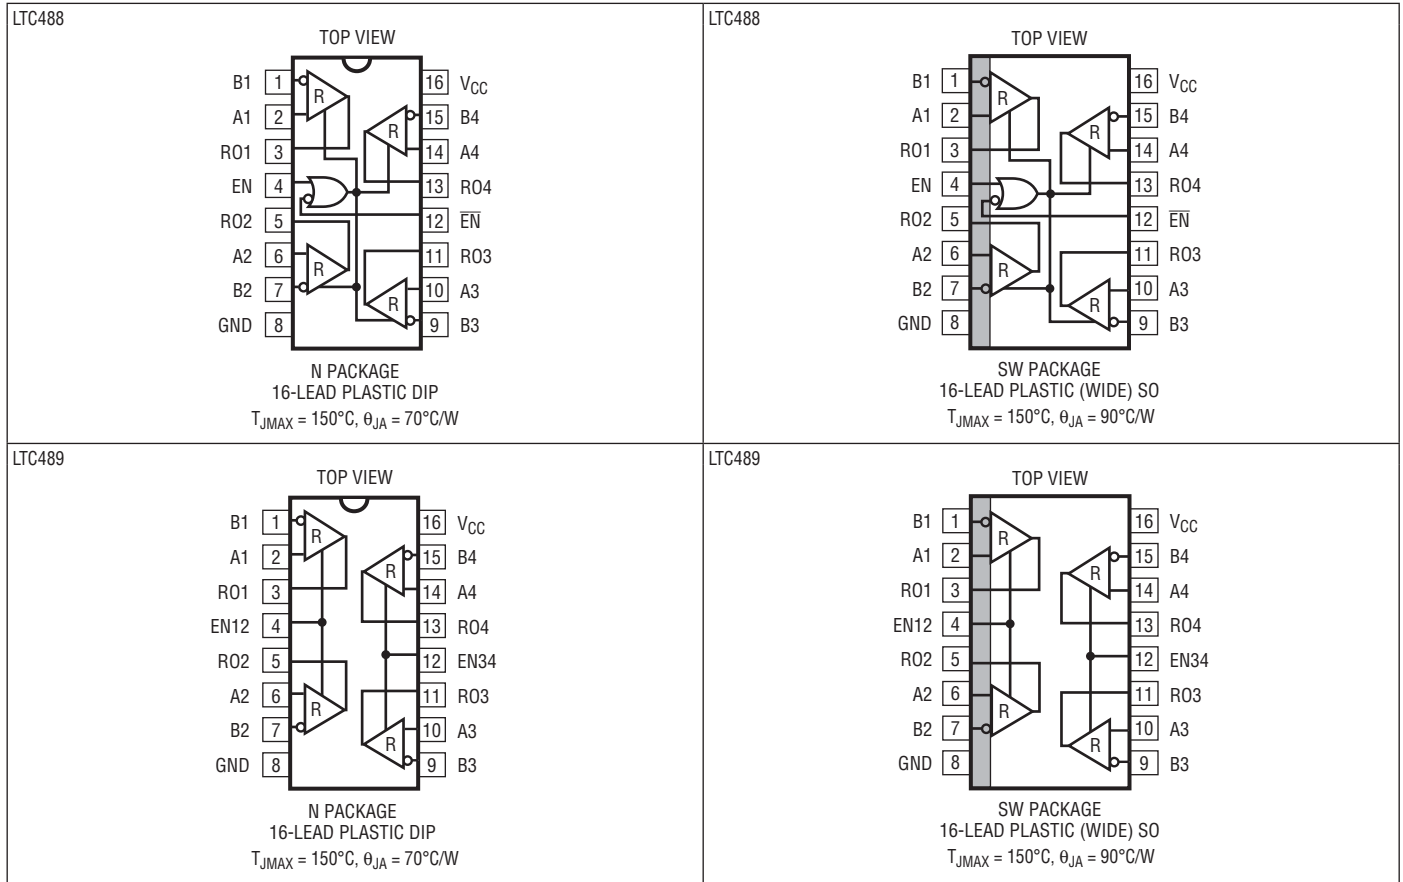 LTC488
TOP VIEW
B1 1
A1 2
RO1 3
EN 4
RO2 5
A2 6
B2 7
GND 8
16 VCC
15 B4
14 A4
13 RO4
12 E̅N̅
11 RO3
10 A3
9 B3
R
R
R
R
N PACKAGE
16-LEAD PLASTIC DIP
TJMAX = 150°C, θJA = 70°C/W
LTC488
TOP VIEW
B1 1
A1 2
RO1 3
EN 4
RO2 5
A2 6
B2 7
GND 8
16 VCC
15 B4
14 A4
13 RO4
12 E̅N̅
11 RO3
10 A3
9 B3
R
R
R
R
SW PACKAGE
16-LEAD PLASTIC (WIDE) SO
TJMAX = 150°C, θJA = 90°C/W
LTC489
TOP VIEW
B1 1
A1 2
RO1 3
EN12 4
RO2 5
A2 6
B2 7
GND 8
16 VCC
15 B4
14 A4
13 RO4
12 EN34
11 RO3
10 A3
9 B3
R
R
R
R
N PACKAGE
16-LEAD PLASTIC DIP
TJMAX = 150°C, θJA = 70°C/W
LTC489
TOP VIEW
B1 1
A1 2
RO1 3
EN12 4
RO2 5
A2 6
B2 7
GND 8
16 VCC
15 B4
14 A4
13 RO4
12 EN34
11 RO3
10 A3
9 B3
R
R
R
R
SW PACKAGE
16-LEAD PLASTIC (WIDE) SO
TJMAX = 150°C, θJA = 90°C/W